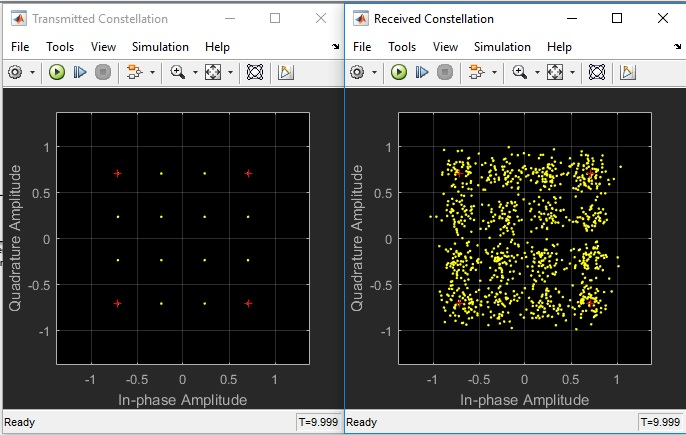 Transmitted Constellation
File Tools View Simulation Help
Quadrature Amplitude
1
0.5
0
-0.5
-1
-1 -0.5 0 0.5 1
In-phase Amplitude
Ready T=9.999
Received Constellation
File Tools View Simulation Help
Quadrature Amplitude
1
0.5
0
-0.5
-1
-1 -0.5 0 0.5 1
In-phase Amplitude
Ready T=9.999